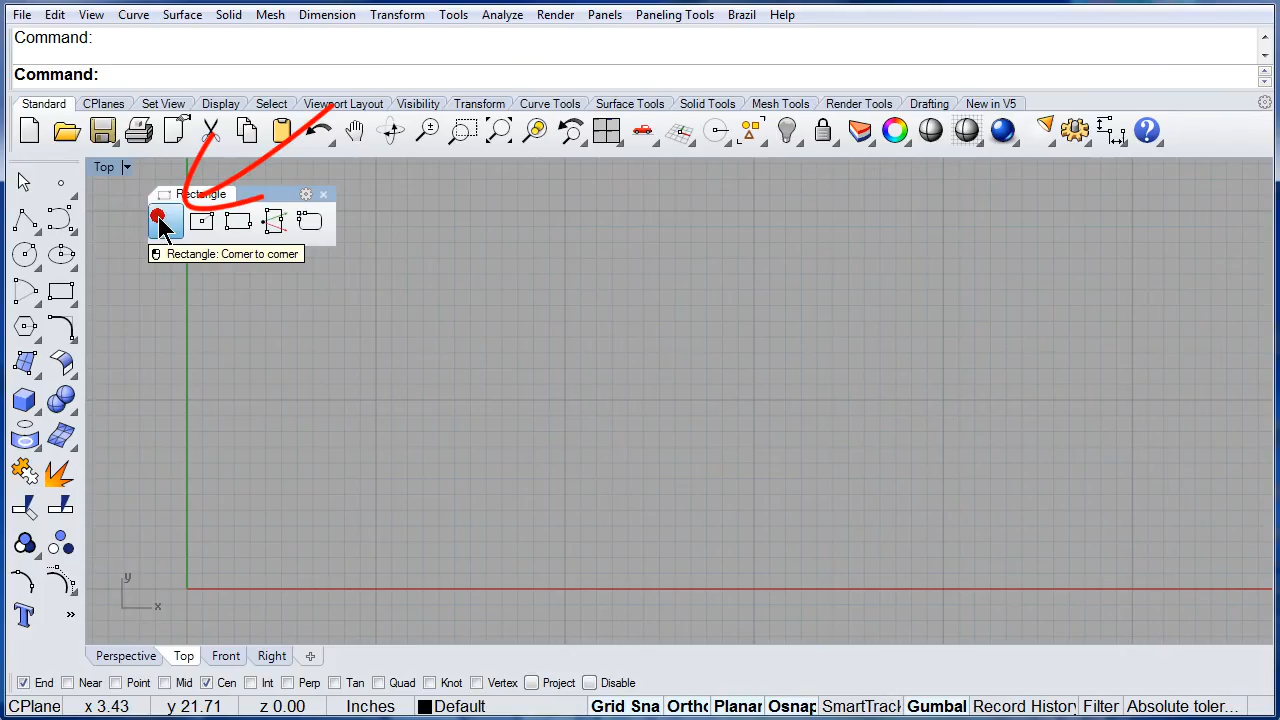 File Edit View Curve Surface Solid Mesh Dimension Transform Tools Analyze Render Panels Paneling Tools Brazil Help
Command:
Command:
Standard CPlanes Set View Display Select Viewport Layout Visibility Transform Curve Tools Surface Tools Solid Tools Mesh Tools Render Tools Drafting New in V5
Top
Rectangle
Rectangle: Corner to corner
y
x
T
Perspective Top Front Right
End Near Point Mid Cen Int Perp Tan Quad Knot Vertex Project Disable
CPlane x 3.43 y 21.71 z 0.00 Inches Default Grid Sna Ortho Planar Osnap SmartTrack Gumbal Record History Filter Absolute toler...